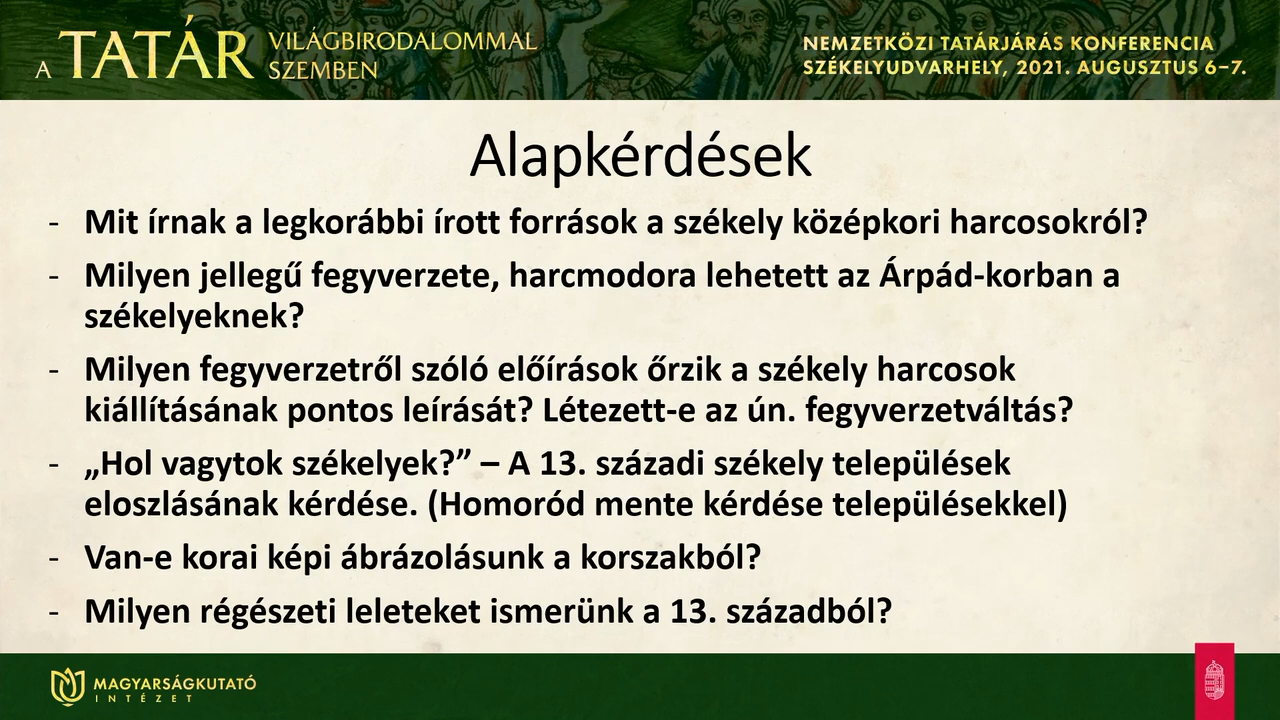 A TATÁR VILÁGBIRODALOMMAL
SZEMBEN
NEMZETKÖZI TATÁRJÁRÁS KONFERENCIA
SZÉKELYUDVARHELY, 2021. AUGUSZTUS 6–7.
Alapkérdések
- Mit írnak a legkorábbi írott források a székely középkori harcosokról?
- Milyen jellegű fegyverzete, harcmodora lehetett az Árpád-korban a
székelyeknek?
- Milyen fegyverzetről szóló előírások őrzik a székely harcosok
kiállításának pontos leírását? Létezett-e az ún. fegyverzetváltás?
- „Hol vagytok székelyek?” – A 13. századi székely települések
eloszlásának kérdése. (Homoród mente kérdése településekkel)
- Van-e korai képi ábrázolásunk a korszakból?
- Milyen régészeti leleteket ismerünk a 13. századból?
MAGYARSÁGKUTATÓ
INTÉZET